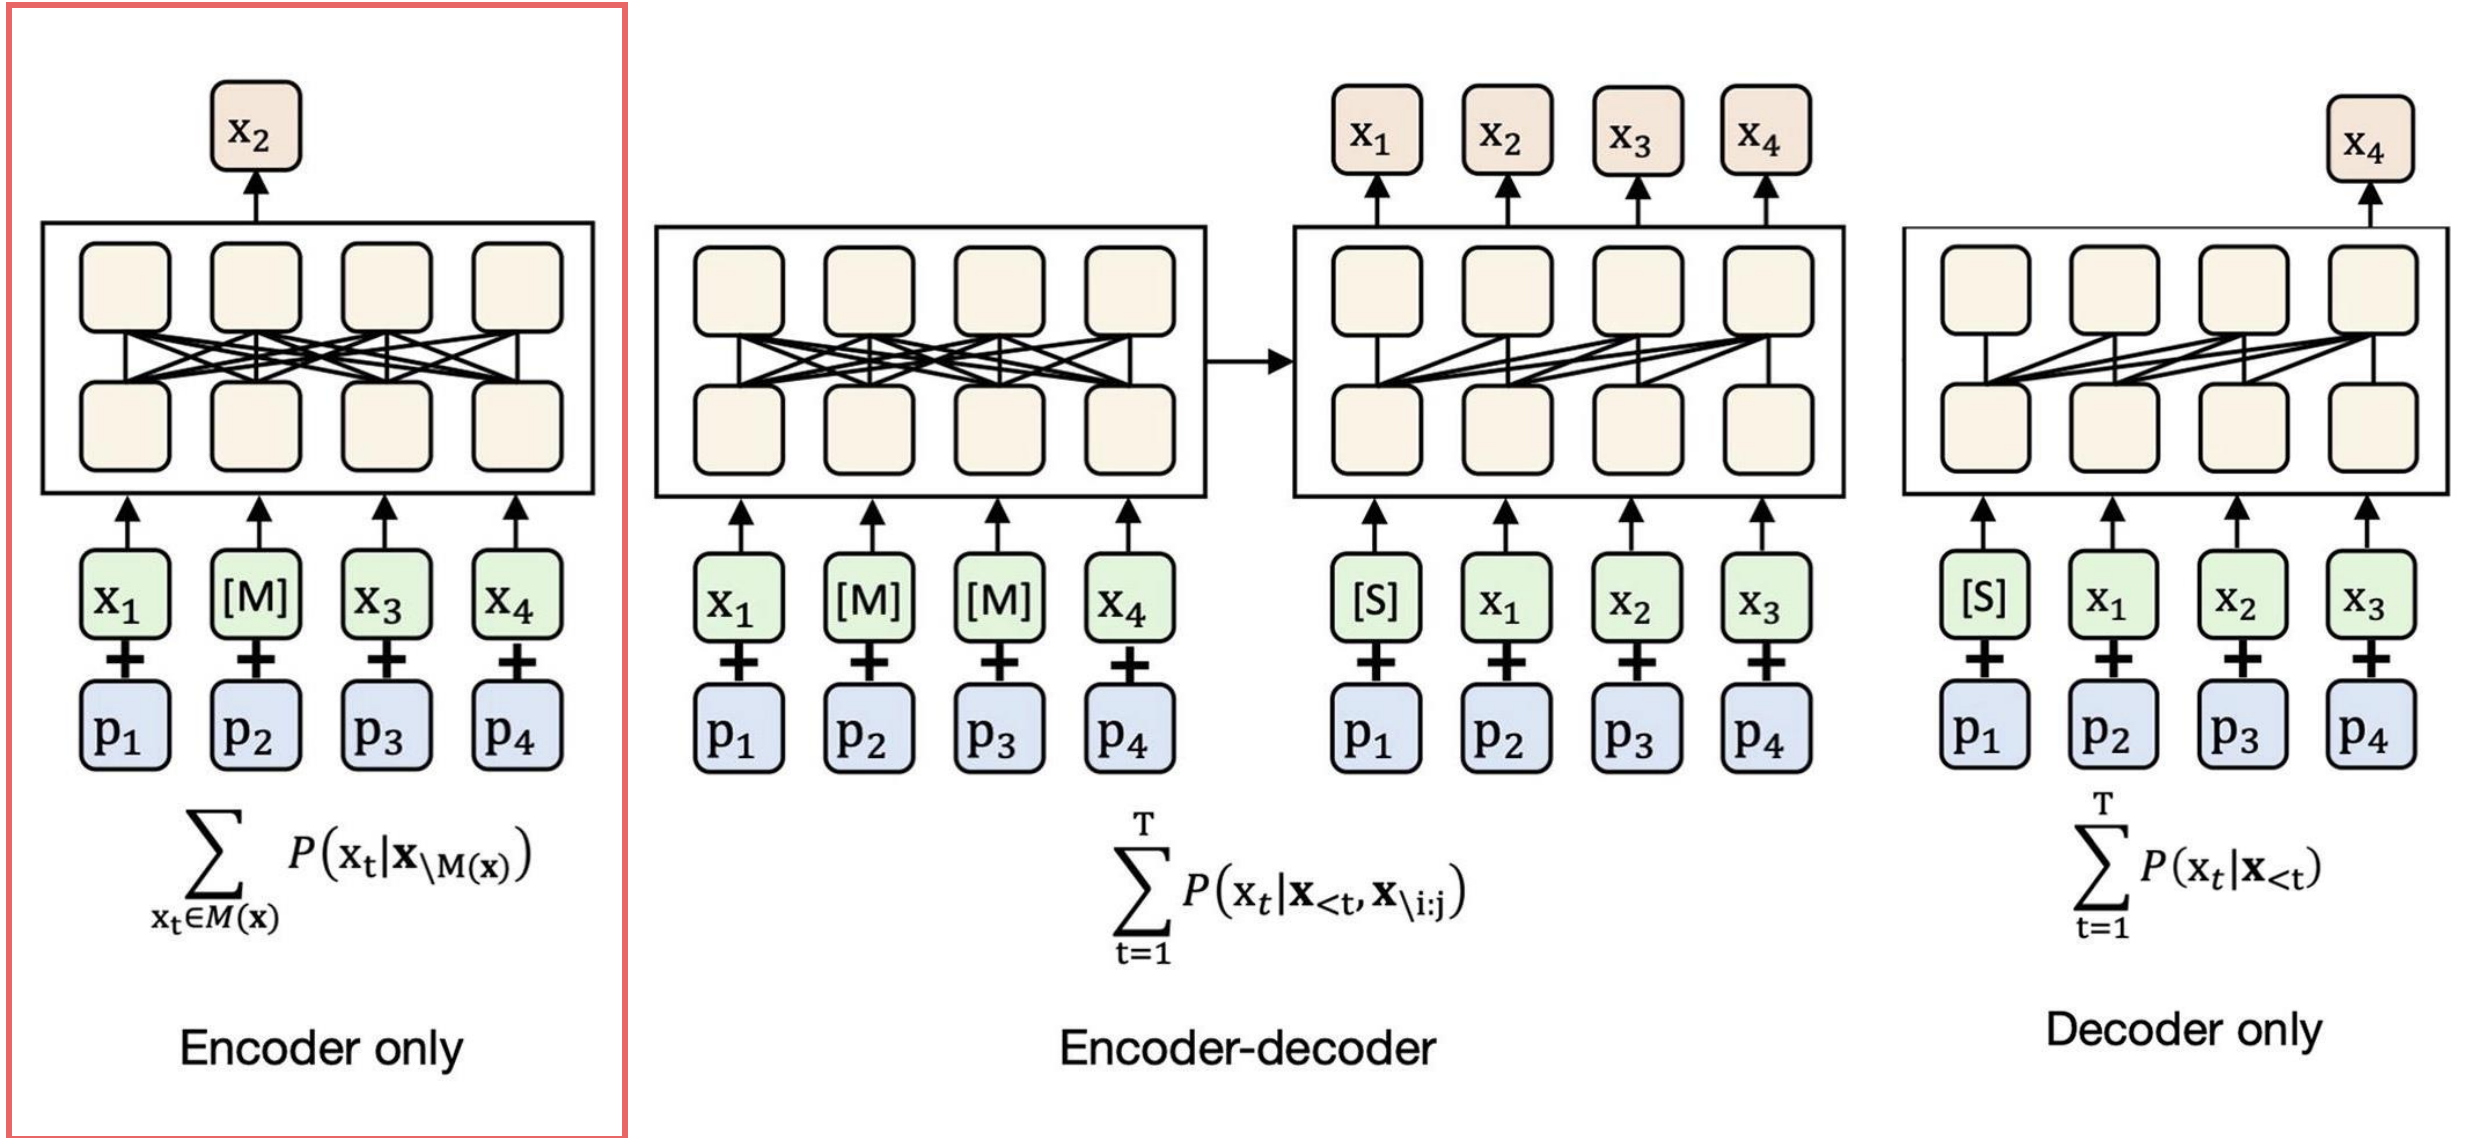 x₂
x₁ [M] x₃ x₄
+ + + +
p₁ p₂ p₃ p₄
∑ P(xₜ|x\M(x))
xₜ∈M(x)
Encoder only
x₁ x₂ x₃ x₄
x₁ [M] [M] x₄ [S] x₁ x₂ x₃
+ + + + + + + +
p₁ p₂ p₃ p₄ p₁ p₂ p₃ p₄
T
∑ P(xₜ|x<t, x\i:j)
t=1
Encoder-decoder
x₄
[S] x₁ x₂ x₃
+ + + +
p₁ p₂ p₃ p₄
T
∑ P(xₜ|x<t)
t=1
Decoder only